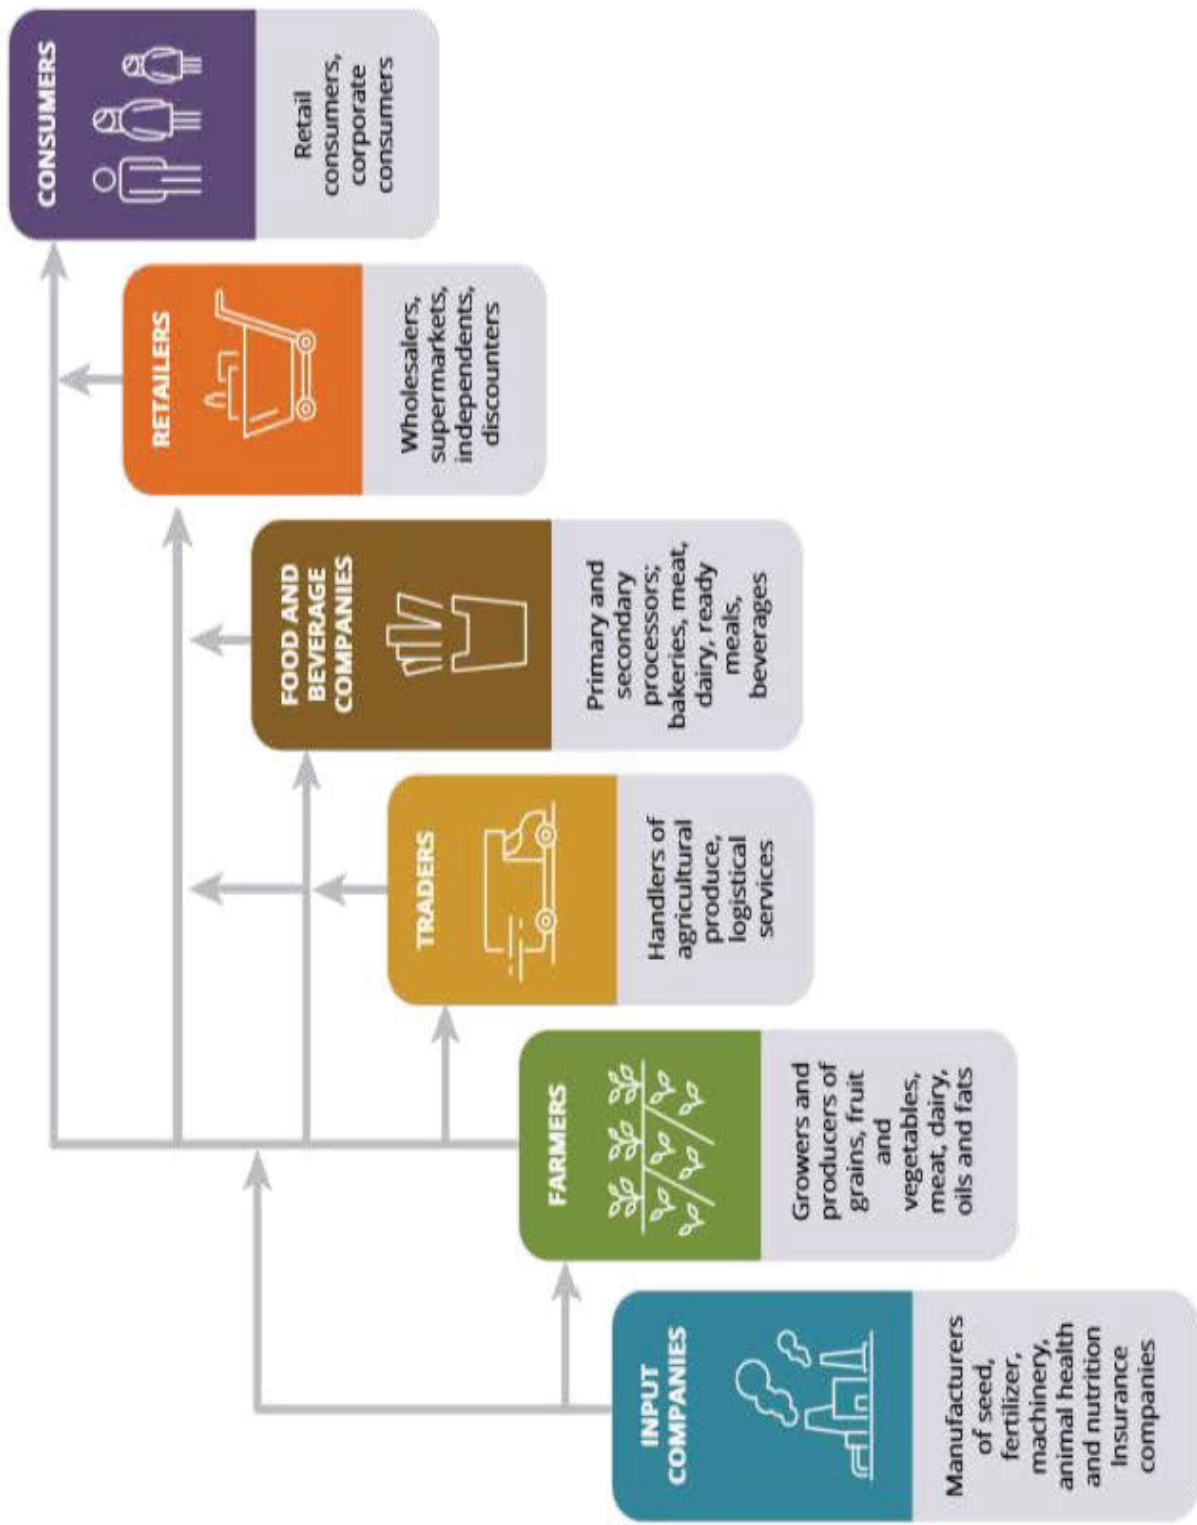 INPUT
COMPANIES
Manufacturers
of seed,
fertilizer,
machinery,
animal health
and nutrition
Insurance
companies
FARMERS
Growers and
producers of
grains, fruit
and
vegetables,
meat, dairy,
oils and fats
TRADERS
Handlers of
agricultural
produce,
logistical
services
FOOD AND
BEVERAGE
COMPANIES
Primary and
secondary
processors;
bakeries, meat,
dairy, ready
meals,
beverages
RETAILERS
Wholesalers,
supermarkets,
independents,
discounters
CONSUMERS
Retail
consumers,
corporate
consumers